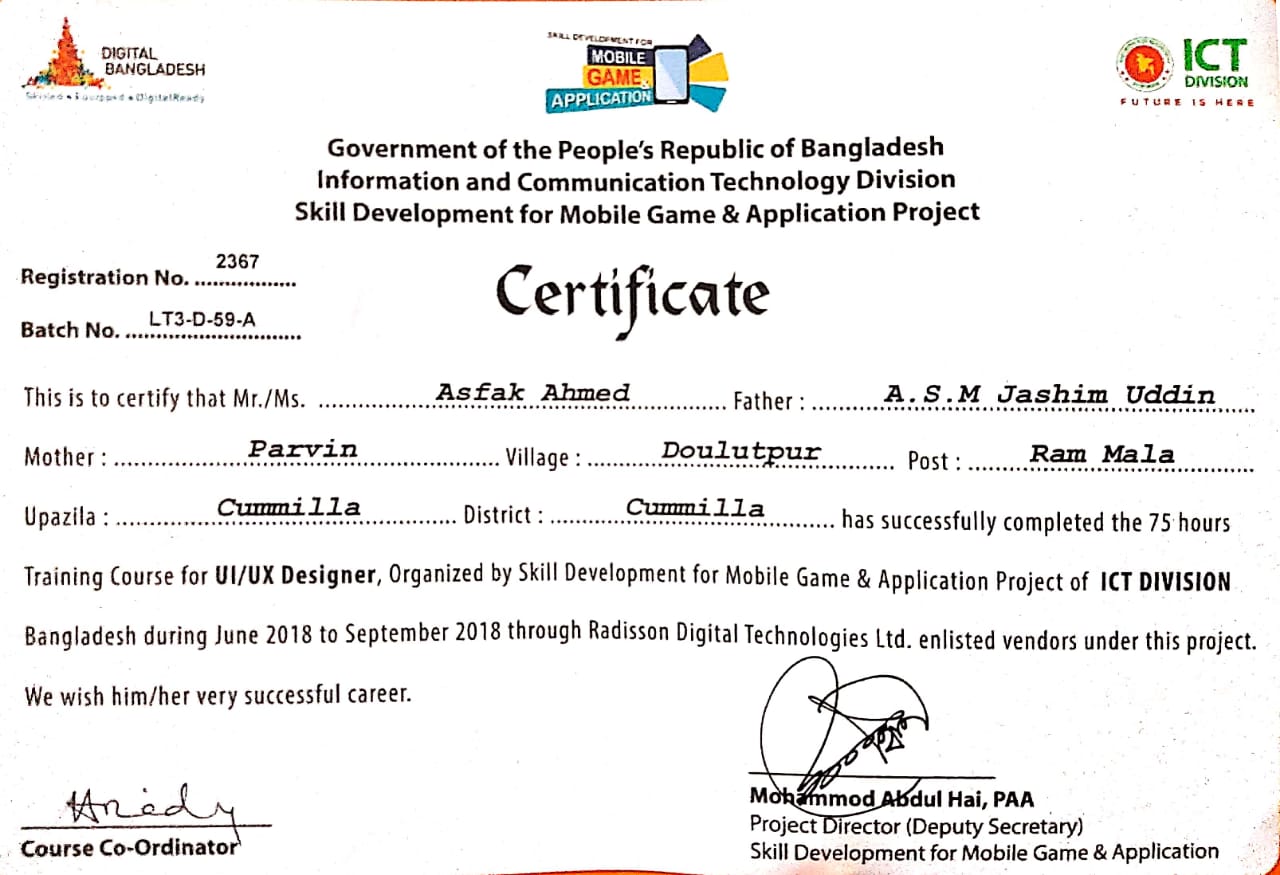 DIGITAL
BANGLADESH
Skilled • Equipped • DigitalReady
SKILL DEVELOPMENT FOR
MOBILE
GAME &
APPLICATION
ICT
DIVISION
FUTURE IS HERE
Government of the People's Republic of Bangladesh
Information and Communication Technology Division
Skill Development for Mobile Game & Application Project
Registration No. 2367
Batch No. LT3-D-59-A
Certificate
This is to certify that Mr./Ms. Asfak Ahmed Father : A.S.M Jashim Uddin
Mother : Parvin Village : Doulutpur Post : Ram Mala
Upazila : Cummilla District : Cummilla has successfully completed the 75 hours
Training Course for UI/UX Designer, Organized by Skill Development for Mobile Game & Application Project of ICT DIVISION
Bangladesh during June 2018 to September 2018 through Radisson Digital Technologies Ltd. enlisted vendors under this project.
We wish him/her very successful career.
Course Co-Ordinator
Mohammod Abdul Hai, PAA
Project Director (Deputy Secretary)
Skill Development for Mobile Game & Application